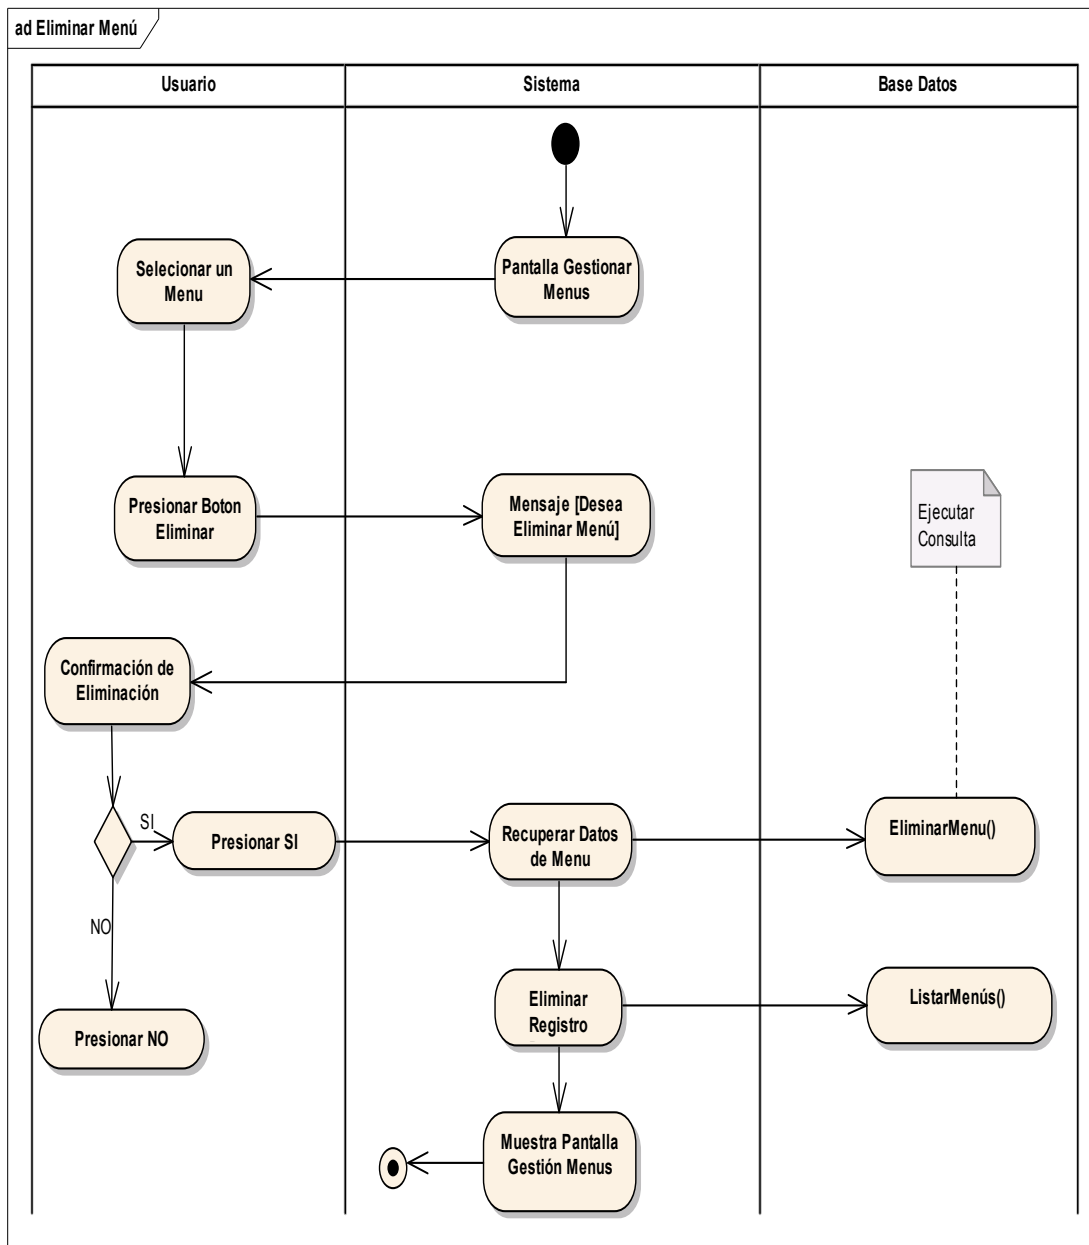 ad Eliminar Menú
Usuario
Sistema
Base Datos
Selecionar un
Menu
Pantalla Gestionar
Menus
Presionar Boton
Eliminar
Mensaje [Desea
Eliminar Menú]
Ejecutar
Consulta
Confirmación de
Eliminación
SI
Presionar SI
Recuperar Datos
de Menu
EliminarMenu()
NO
Eliminar
Registro
ListarMenús()
Presionar NO
Muestra Pantalla
Gestión Menus